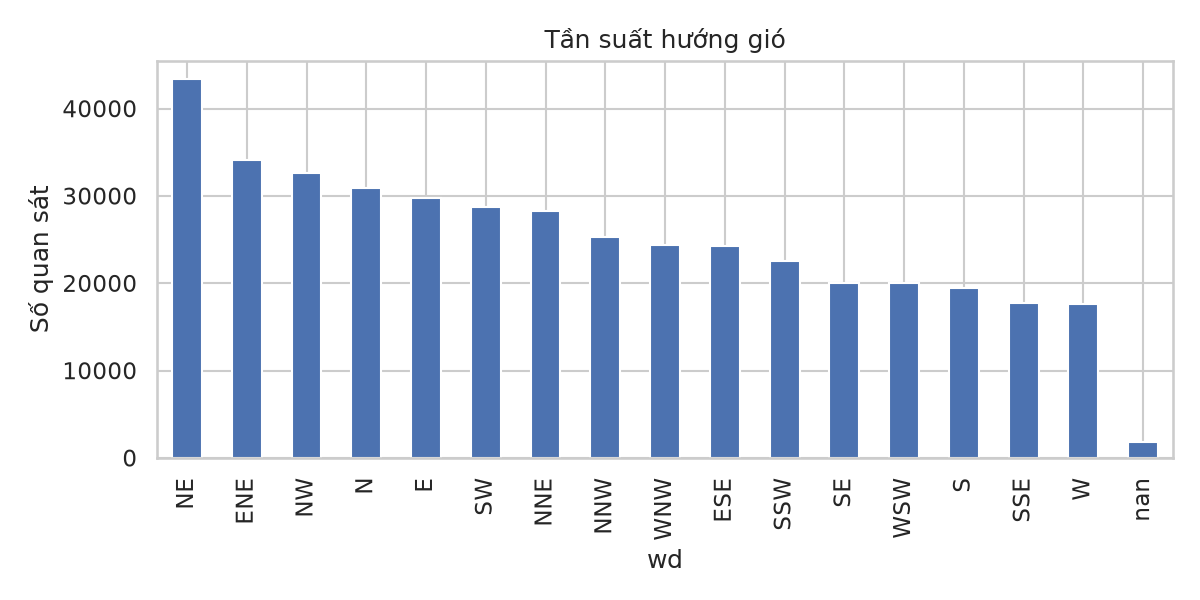 Tần suất hướng gió
Số quan sát
40000
30000
20000
10000
0
NE ENE NW N E SW NNE NNW WNW ESE SSW SE WSW S SSE W nan
wd